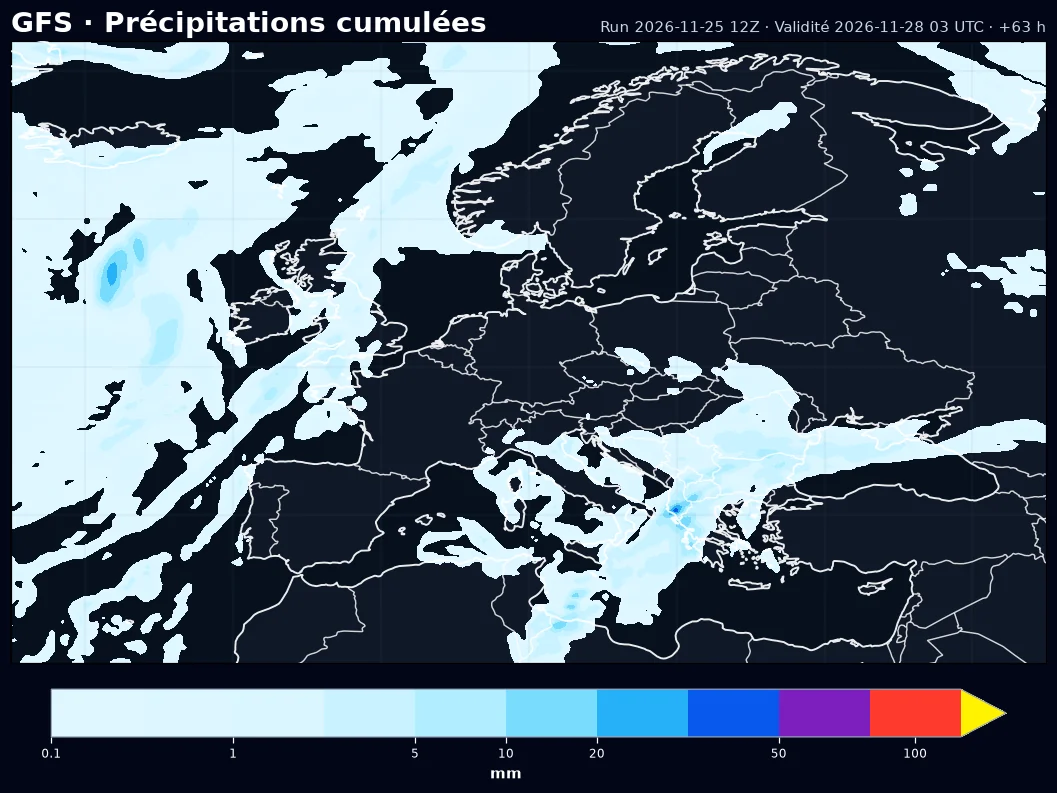 GFS · Précipitations cumulées
Run 2026-11-25 12Z · Validité 2026-11-28 03 UTC · +63 h
0.1 1 5 10 20 50 100
mm